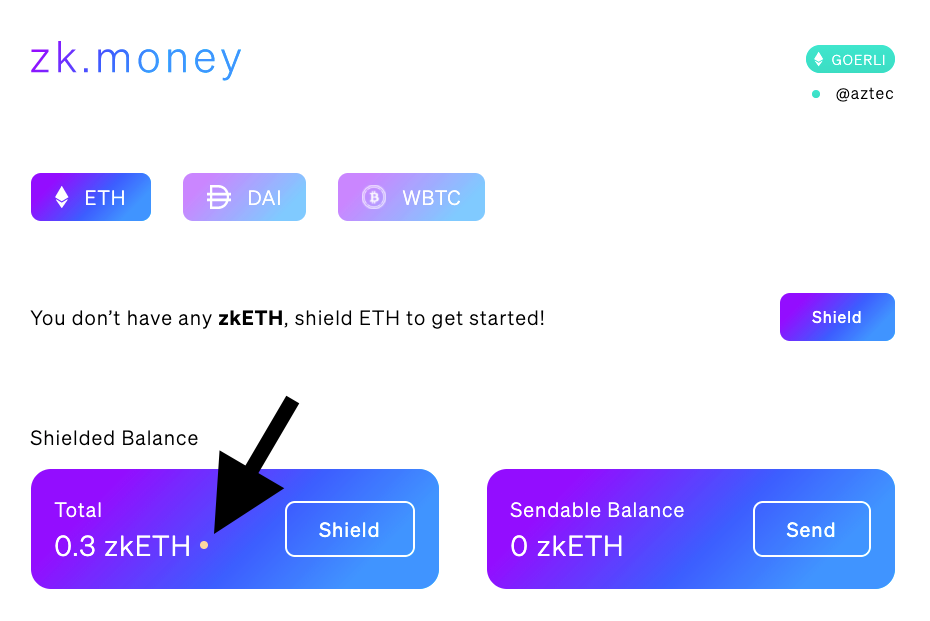 zk.money
GOERLI
@aztec
ETH
DAI
WBTC
You don’t have any zkETH, shield ETH to get started!
Shield
Shielded Balance
Total
0.3 zkETH
Shield
Sendable Balance
0 zkETH
Send